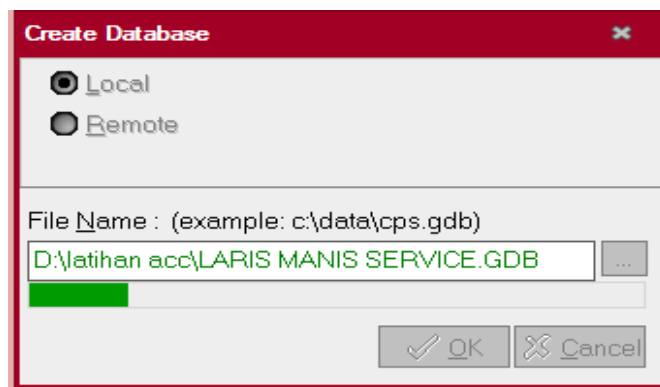 Create Database
Local
Remote
File Name : (example: c:\data\cps.gdb)
D:\latihan acc\LARIS MANIS SERVICE.GDB
...
OK Cancel